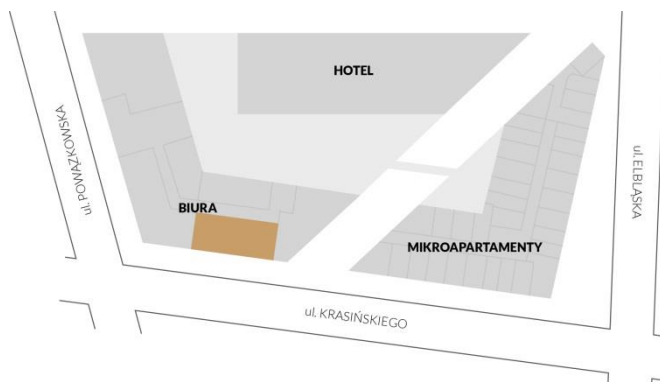 HOTEL
ul. POWĄZKOWSKA
ul. ELBLĄSKA
BIURA
MIKROAPARTAMENTY
ul. KRASIŃSKIEGO